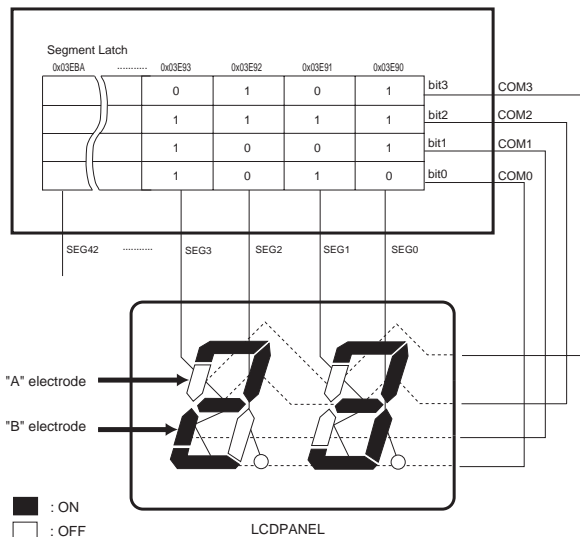 Segment Latch
0x03EBA ............ 0x03E93 0x03E92 0x03E91 0x03E90
0 1 0 1 bit3 COM3
1 1 1 1 bit2 COM2
1 0 0 1 bit1 COM1
1 0 1 0 bit0 COM0
SEG42 ........... SEG3 SEG2 SEG1 SEG0
"A" electrode
"B" electrode
: ON
: OFF
LCDPANEL